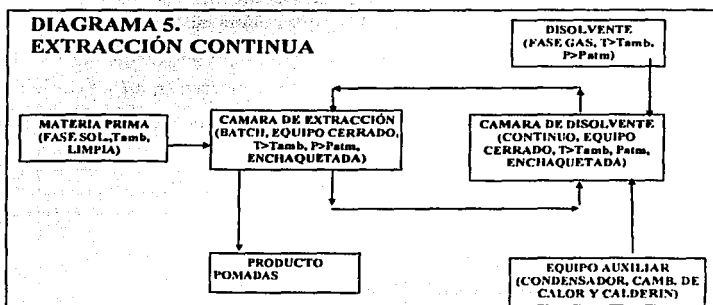 DIAGRAMA 5.
EXTRACCIÓN CONTINUA
DISOLVENTE
(FASE GAS, T>Tamb,
P>Patm)
MATERIA PRIMA
(FASE SOL.,Tamb,
LIMPIA)
CAMARA DE EXTRACCIÓN
(BATCH, EQUIPO CERRADO,
T>Tamb, P>Patm,
ENCHAQUETADA)
CAMARA DE DISOLVENTE
(CONTINUO, EQUIPO
CERRADO, T>Tamb, Patm,
ENCHAQUETADA)
PRODUCTO
POMADAS
EQUIPO AUXILIAR
(CONDENSADOR, CAMB. DE
CALOR Y CALDERIN)